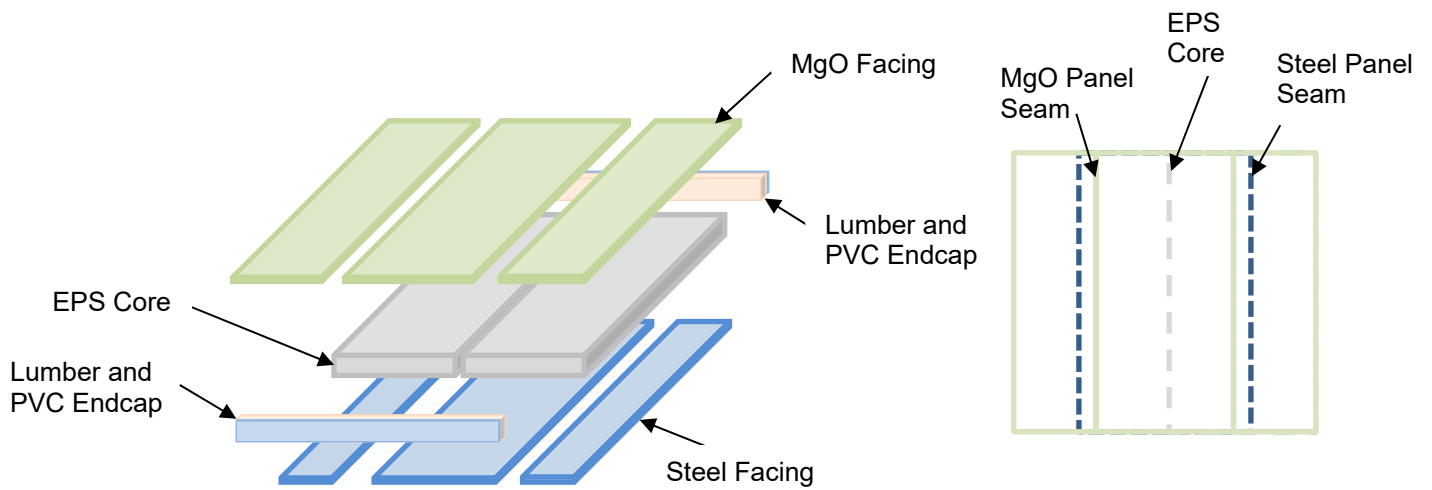 MgO Facing
Lumber and
PVC Endcap
EPS Core
Lumber and
PVC Endcap
Steel Facing
EPS
Core
MgO Panel
Seam
Steel Panel
Seam